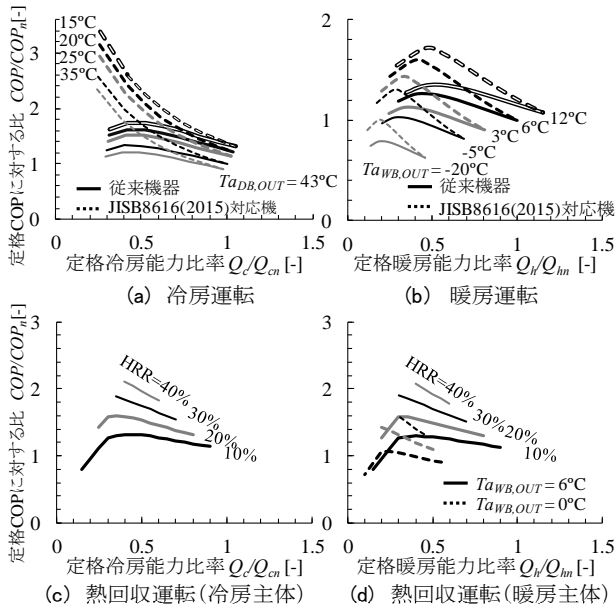 定格COPに対する比 COP/COPn[-]
3
2
1
0
15℃
20℃
25℃
35℃
TaDB,OUT = 43℃
従来機器
JISB8616(2015)対応機
0 0.5 1 1.5
定格冷房能力比率 Qc/Qcn [-]
(a) 冷房運転
2
1
0
12℃
6℃
3℃
-5℃
TaWB,OUT = -20℃
従来機器
JISB8616(2015)対応機
0 0.5 1 1.5
定格暖房能力比率 Qh/Qhn [-]
(b) 暖房運転
定格COPに対する比 COP/COPn[-]
3
2
1
0
HRR=40%
30%
20%
10%
0 0.5 1 1.5
定格冷房能力比率 Qc/Qcn [-]
(c) 熱回収運転(冷房主体)
3
2
1
0
HRR=40%
30%
20%
10%
TaWB,OUT = 6℃
TaWB,OUT = 0℃
0 0.5 1 1.5
定格暖房能力比率 Qh/Qhn [-]
(d) 熱回収運転(暖房主体)